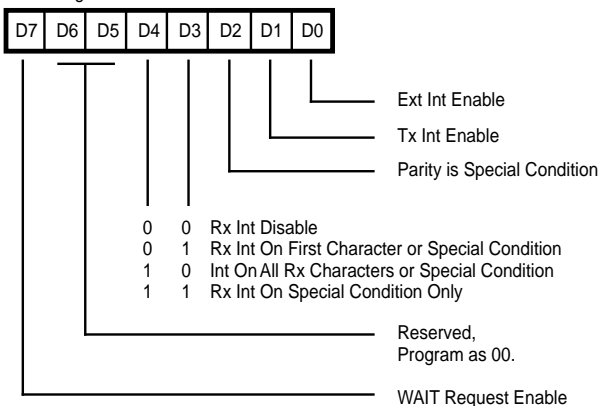 D7 D6 D5 D4 D3 D2 D1 D0
Ext Int Enable
Tx Int Enable
Parity is Special Condition
0 0 Rx Int Disable
0 1 Rx Int On First Character or Special Condition
1 0 Int On All Rx Characters or Special Condition
1 1 Rx Int On Special Condition Only
Reserved,
Program as 00.
WAIT Request Enable